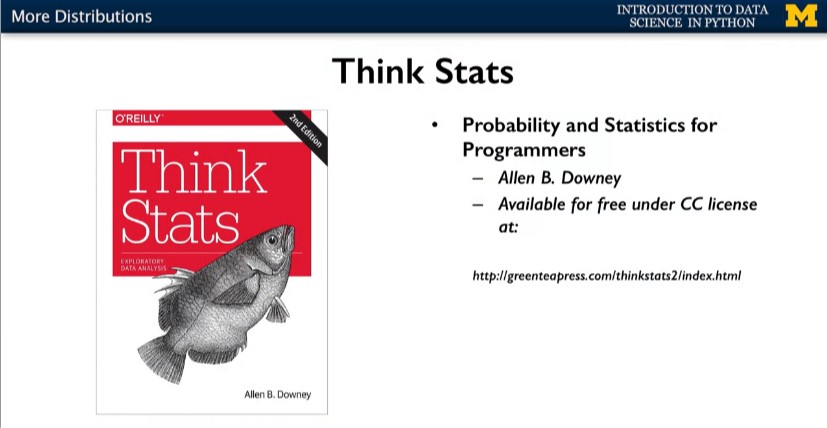 More Distributions
INTRODUCTION TO DATA
SCIENCE IN PYTHON
M
Think Stats
O'REILLY
2nd Edition
Think
Stats
EXPLORATORY
DATA ANALYSIS
Allen B. Downey
• Probability and Statistics for
Programmers
– Allen B. Downey
– Available for free under CC license
at:
http://greenteapress.com/thinkstats2/index.html